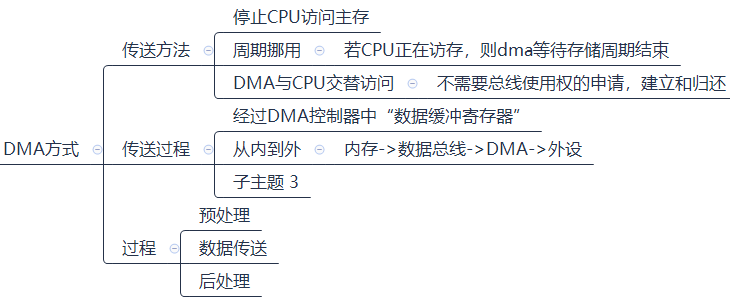 停止CPU访问主存
传送方法
周期挪用
若CPU正在访存，则dma等待存储周期结束
DMA与CPU交替访问
不需要总线使用权的申请，建立和归还
经过DMA控制器中“数据缓冲寄存器”
DMA方式
传送过程
从内到外
内存->数据总线->DMA->外设
子主题 3
预处理
过程
数据传送
后处理